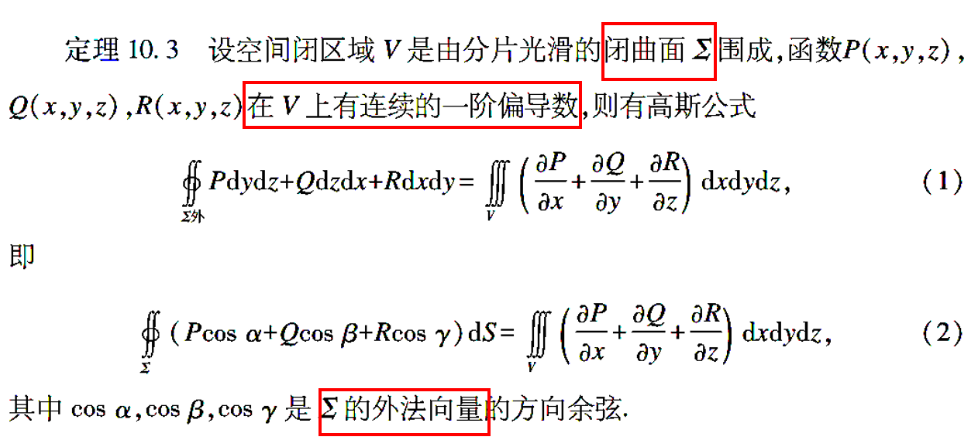 定理 10.3 设空间闭区域 V 是由分片光滑的闭曲面 Σ 围成,函数P(x,y,z),
Q(x,y,z),R(x,y,z)在 V 上有连续的一阶偏导数,则有高斯公式
∯_{Σ外} Pdydz+Qdzdx+Rdxdy=∭_V (∂P/∂x+∂Q/∂y+∂R/∂z) dxdydz, (1)
即
∯_Σ (Pcos α+Qcos β+Rcos γ)dS=∭_V (∂P/∂x+∂Q/∂y+∂R/∂z) dxdydz, (2)
其中 cos α,cos β,cos γ 是 Σ 的外法向量的方向余弦.